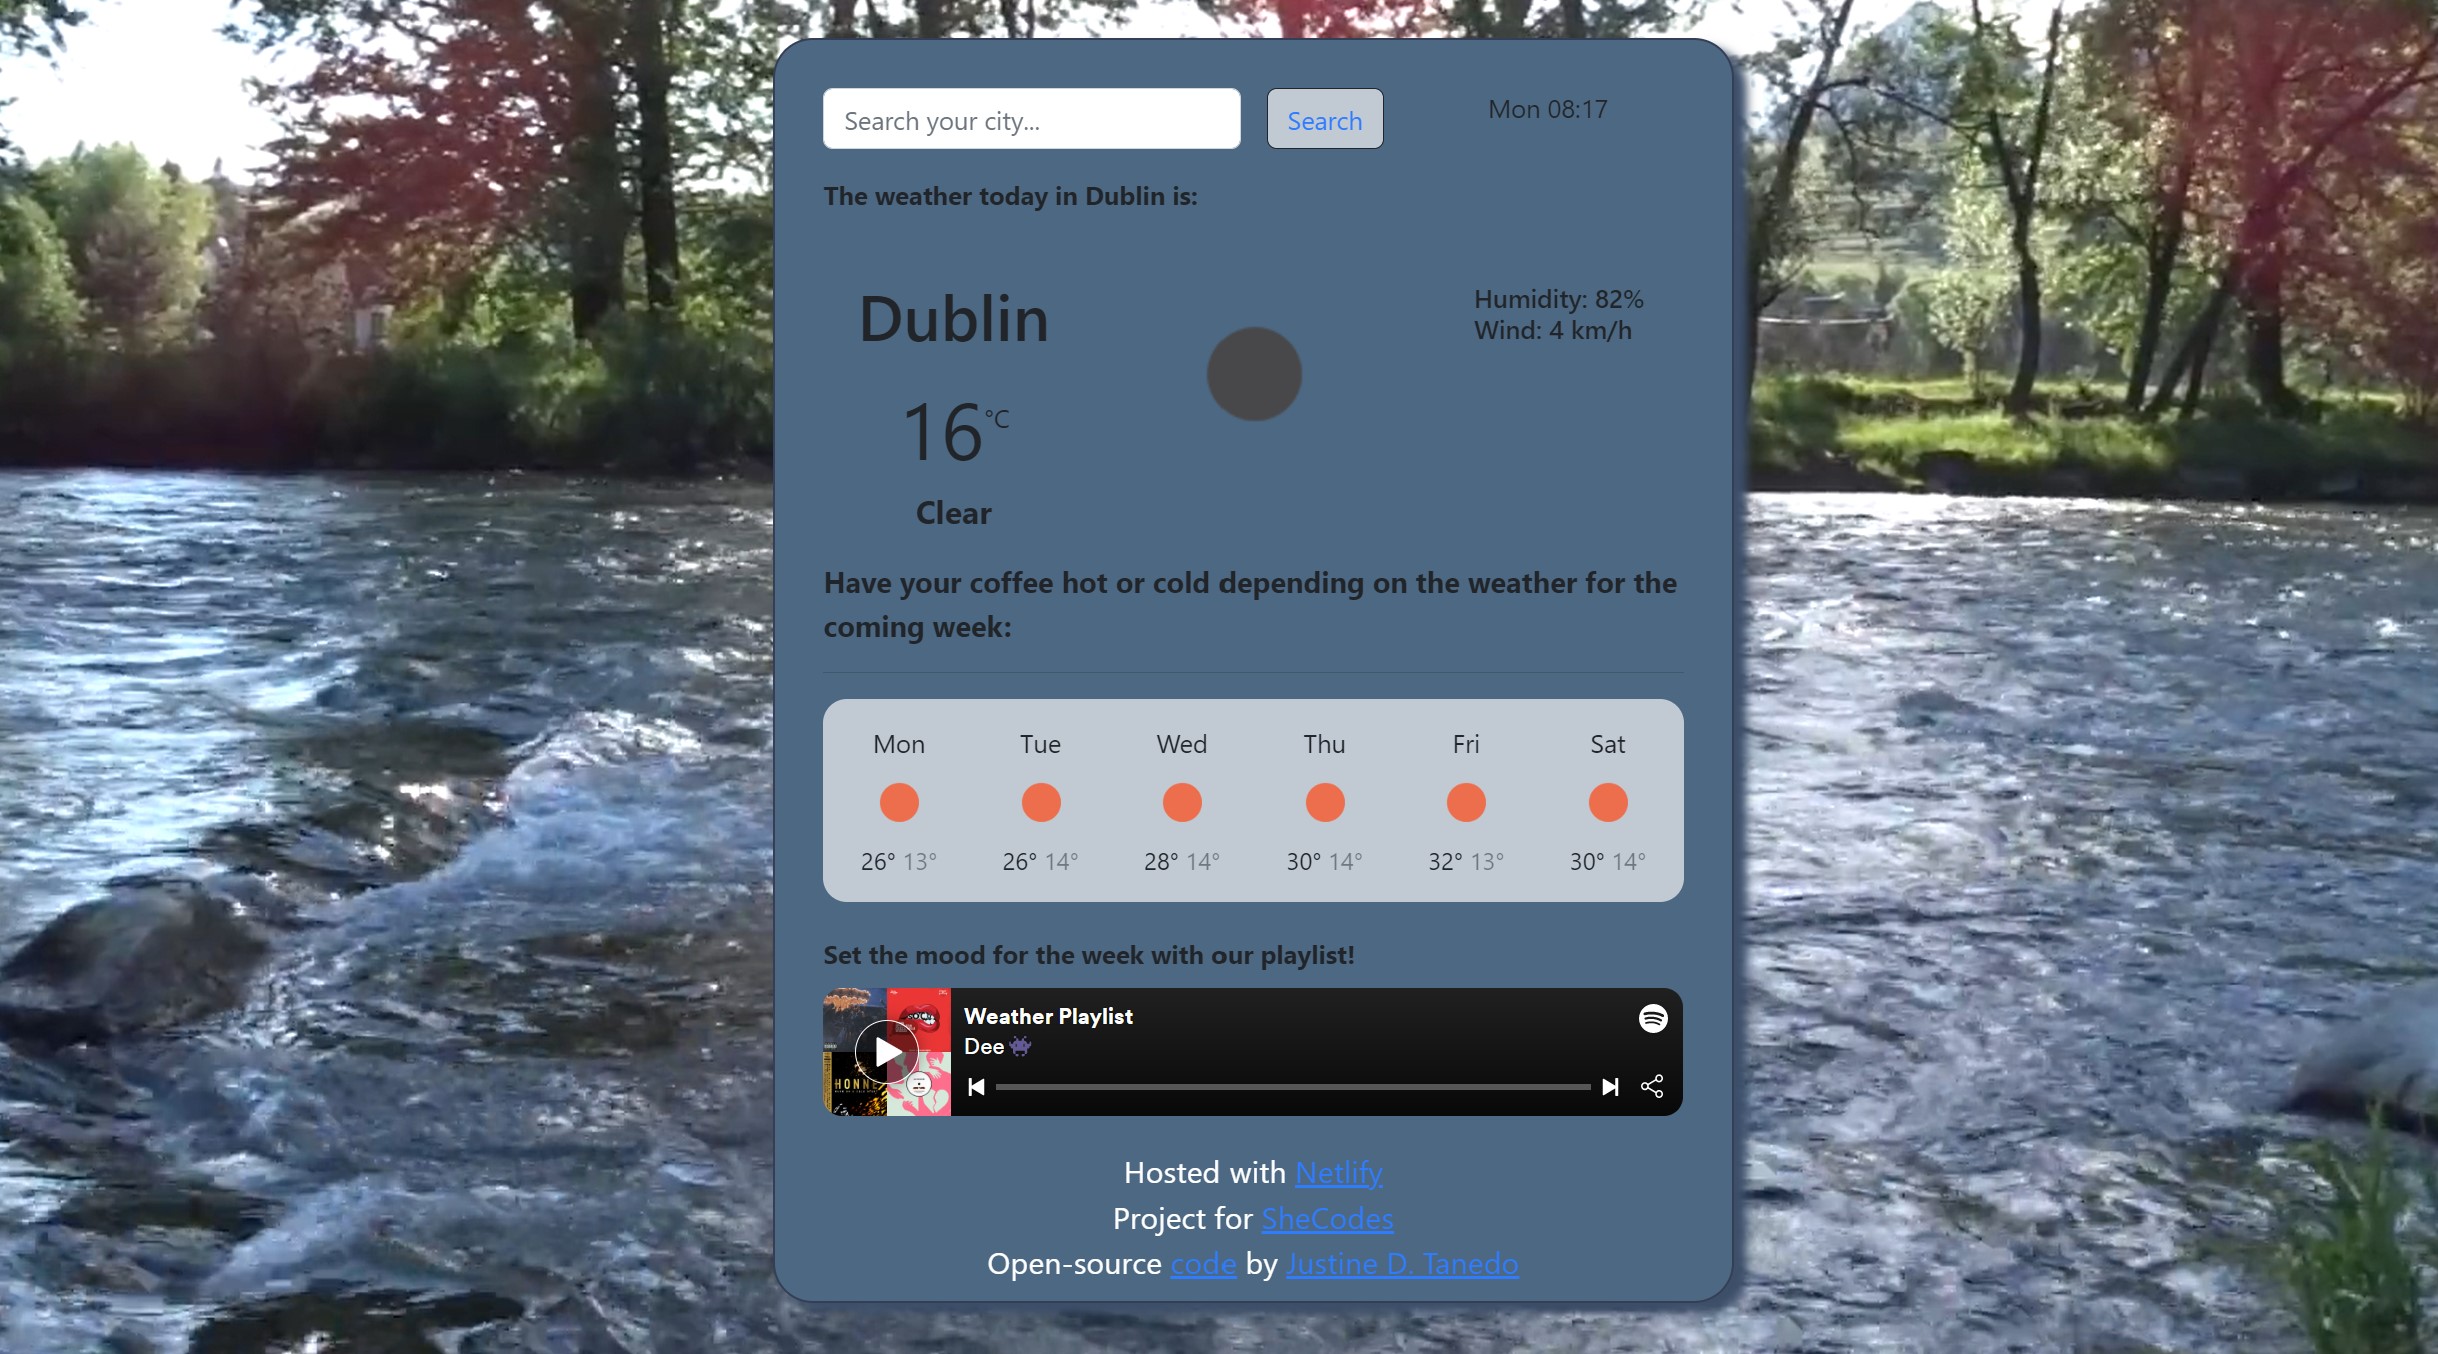 Search your city...
Search
Mon 08:17
The weather today in Dublin is:
Dublin
Humidity: 82%
Wind: 4 km/h
16°C
Clear
Have your coffee hot or cold depending on the weather for the
coming week:
Mon Tue Wed Thu Fri Sat
26° 13° 26° 14° 28° 14° 30° 14° 32° 13° 30° 14°
Set the mood for the week with our playlist!
Weather Playlist
Dee
HONNE
Hosted with Netlify
Project for SheCodes
Open-source code by Justine D. Tanedo